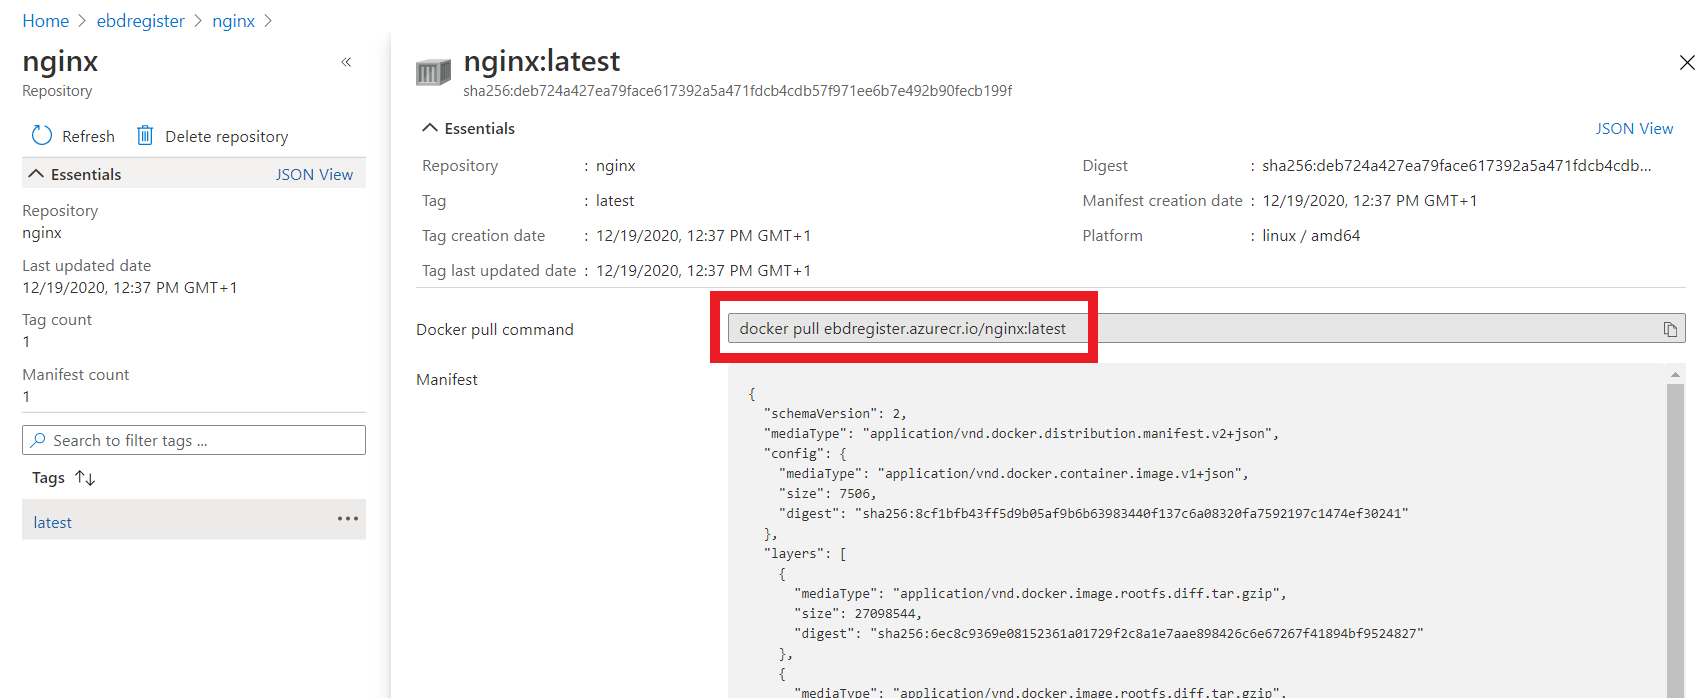 Home > ebdregister > nginx >
nginx
«
Repository
Refresh
Delete repository
Essentials
JSON View
Repository
nginx
Last updated date
12/19/2020, 12:37 PM GMT+1
Tag count
1
Manifest count
1
Search to filter tags ...
Tags ↑↓
latest
...
nginx:latest
sha256:deb724a427ea79face617392a5a471fdcb4cdb57f971ee6b7e492b90fecb199f
Essentials
JSON View
Repository : nginx
Tag : latest
Tag creation date : 12/19/2020, 12:37 PM GMT+1
Tag last updated date : 12/19/2020, 12:37 PM GMT+1
Digest : sha256:deb724a427ea79face617392a5a471fdcb4cdb...
Manifest creation date : 12/19/2020, 12:37 PM GMT+1
Platform : linux / amd64
Docker pull command
docker pull ebdregister.azurecr.io/nginx:latest
Manifest
{
"schemaVersion": 2,
"mediaType": "application/vnd.docker.distribution.manifest.v2+json",
"config": {
"mediaType": "application/vnd.docker.container.image.v1+json",
"size": 7506,
"digest": "sha256:8cf1bfb43ff5d9b05af9b6b63983440f137c6a08320fa7592197c1474ef30241"
},
"layers": [
{
"mediaType": "application/vnd.docker.image.rootfs.diff.tar.gzip",
"size": 27098544,
"digest": "sha256:6ec8c9369e08152361a01729f2c8a1e7aae898426c6e67267f41894bf9524827"
},
{
"mediaType": "application/vnd.docker.image.rootfs.diff.tar.gzip",